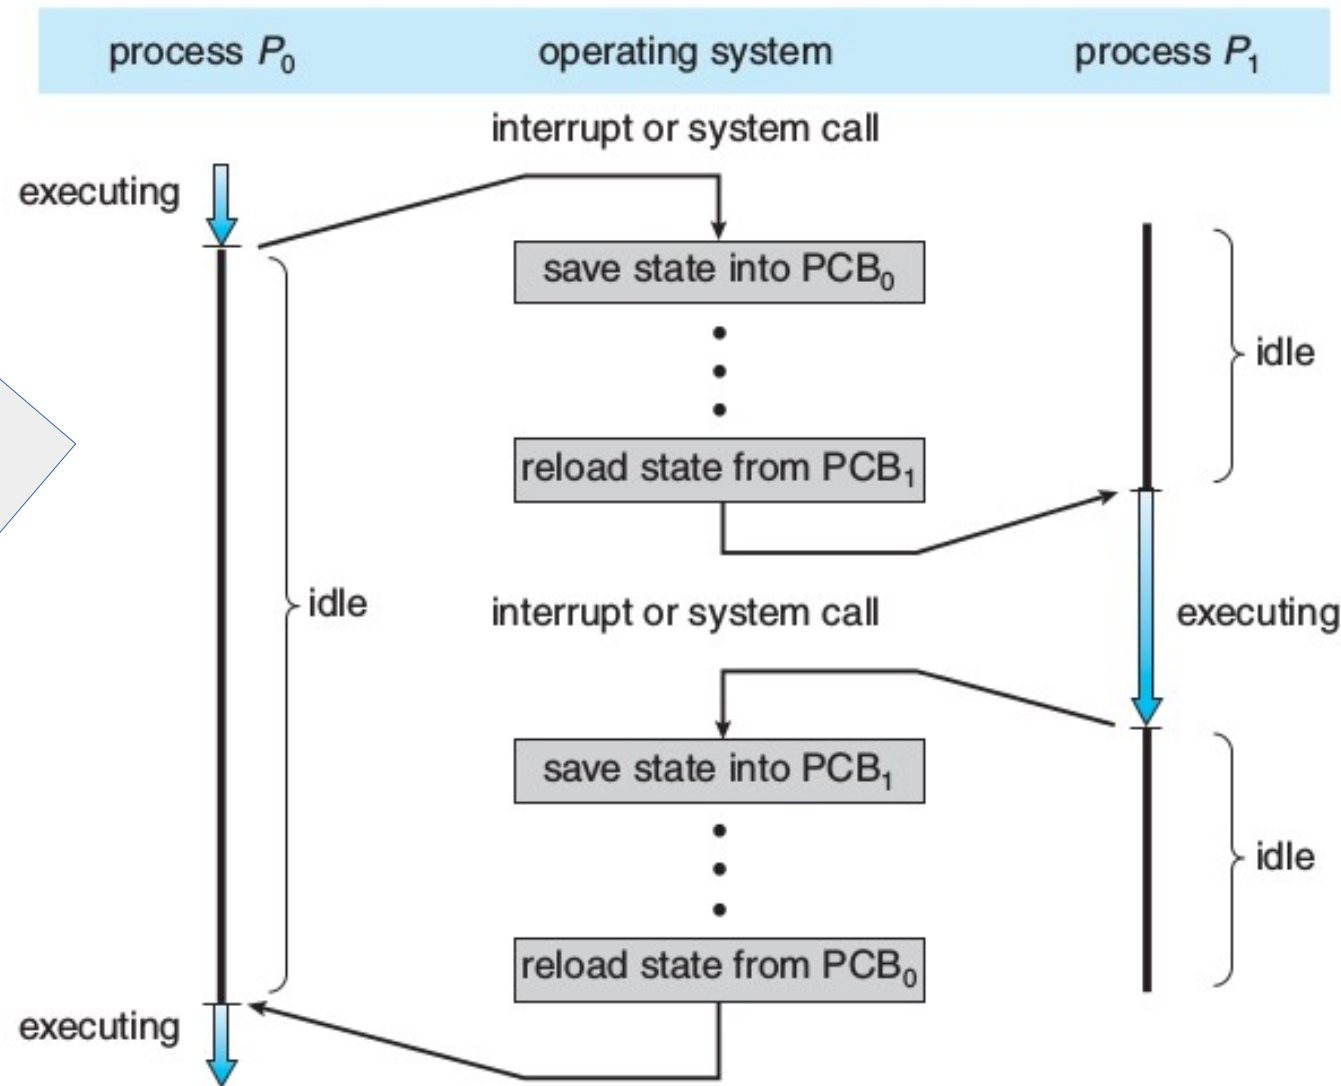 process P₀ operating system process P₁
interrupt or system call
executing
save state into PCB₀
idle
reload state from PCB₁
idle
interrupt or system call
executing
save state into PCB₁
idle
reload state from PCB₀
executing